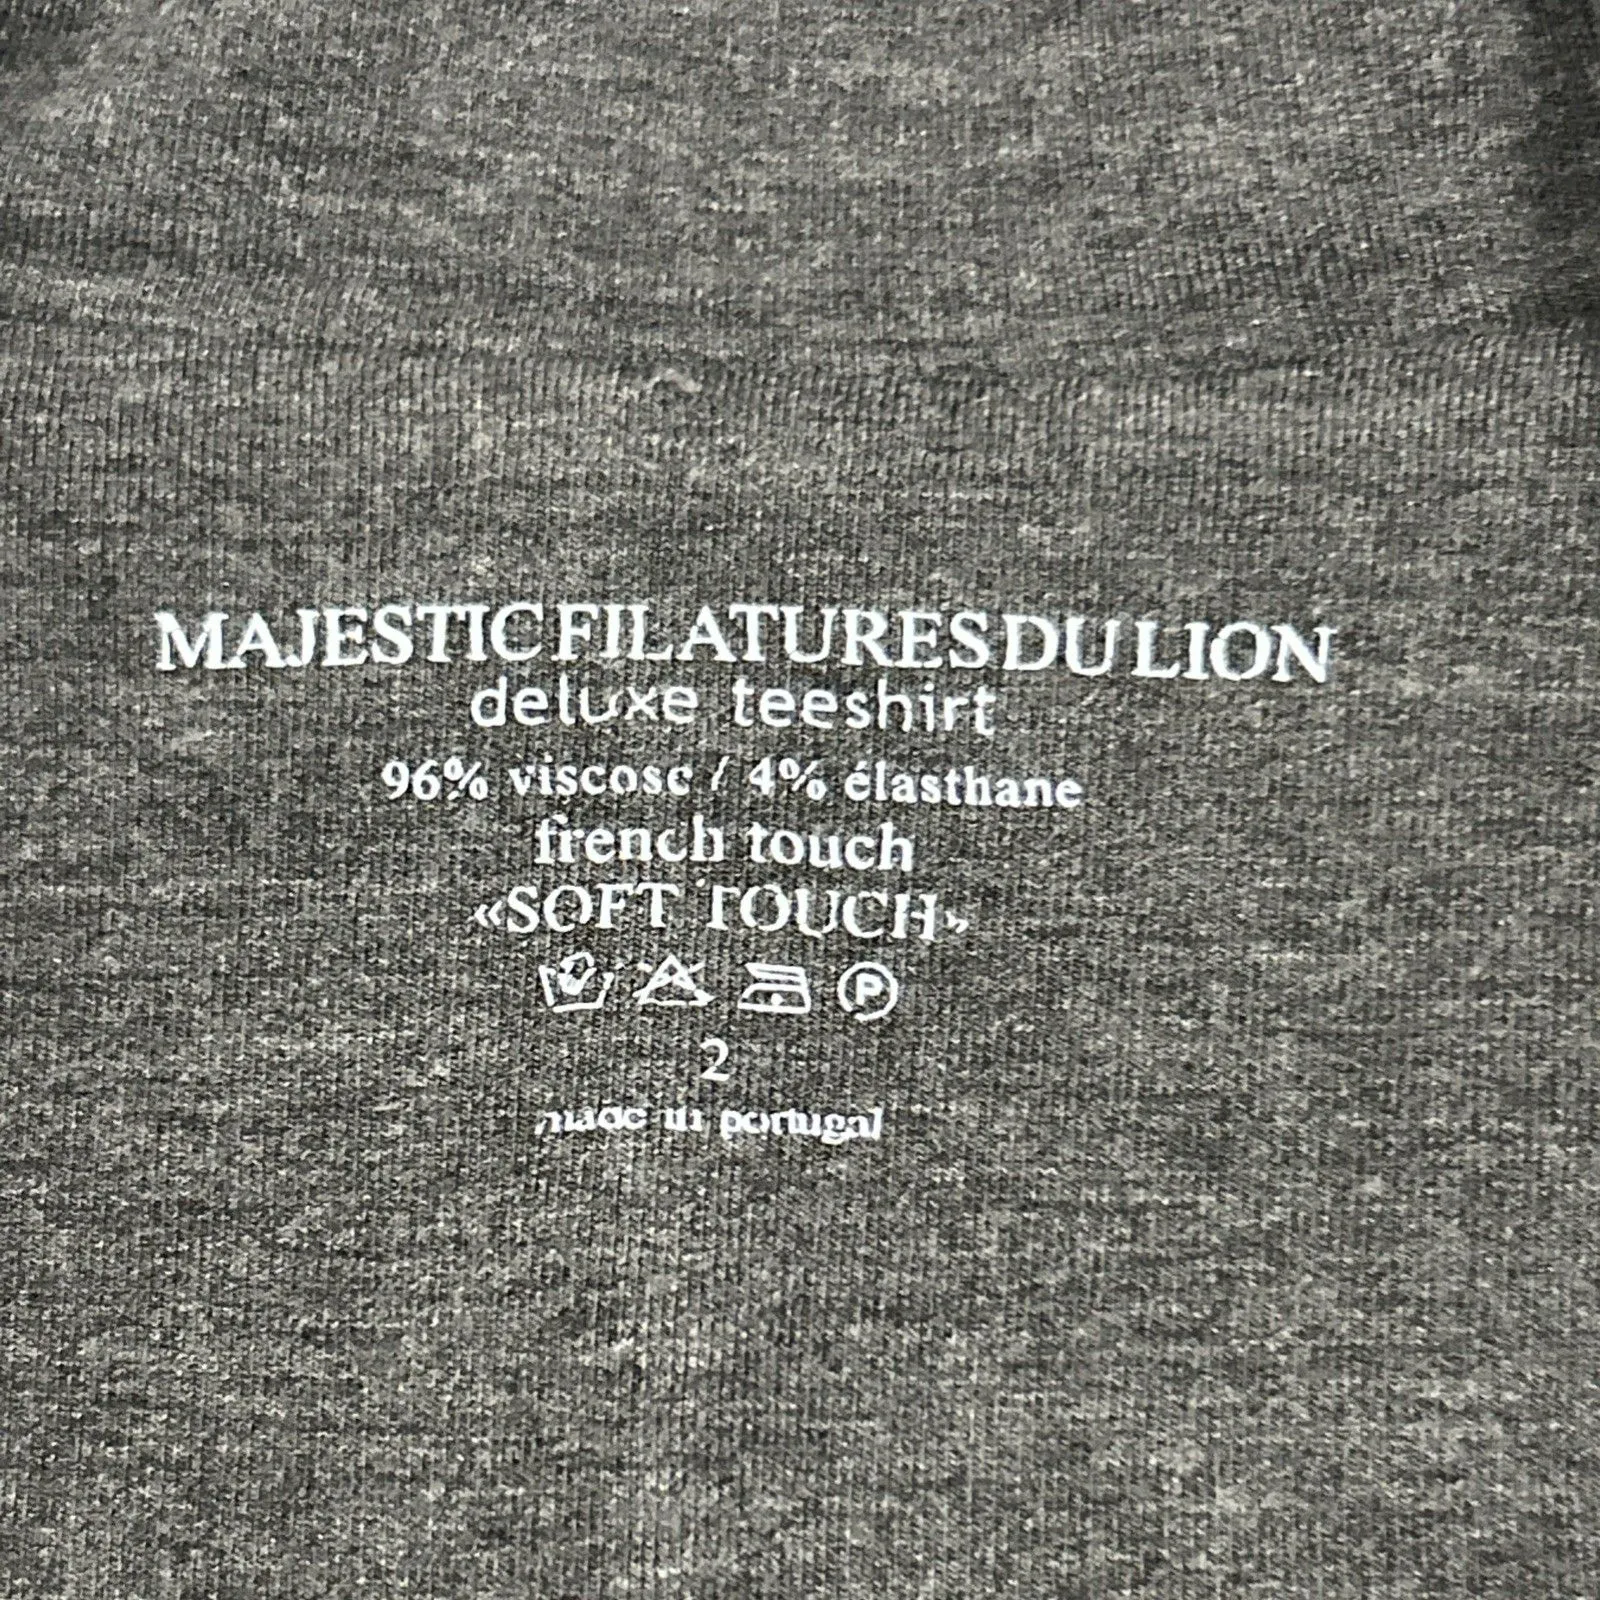 MAJESTIC FILATURES DU LION
deluxe teeshirt
96% viscose / 4% élasthane
french touch
«SOFT TOUCH»
P
2
made in portugal